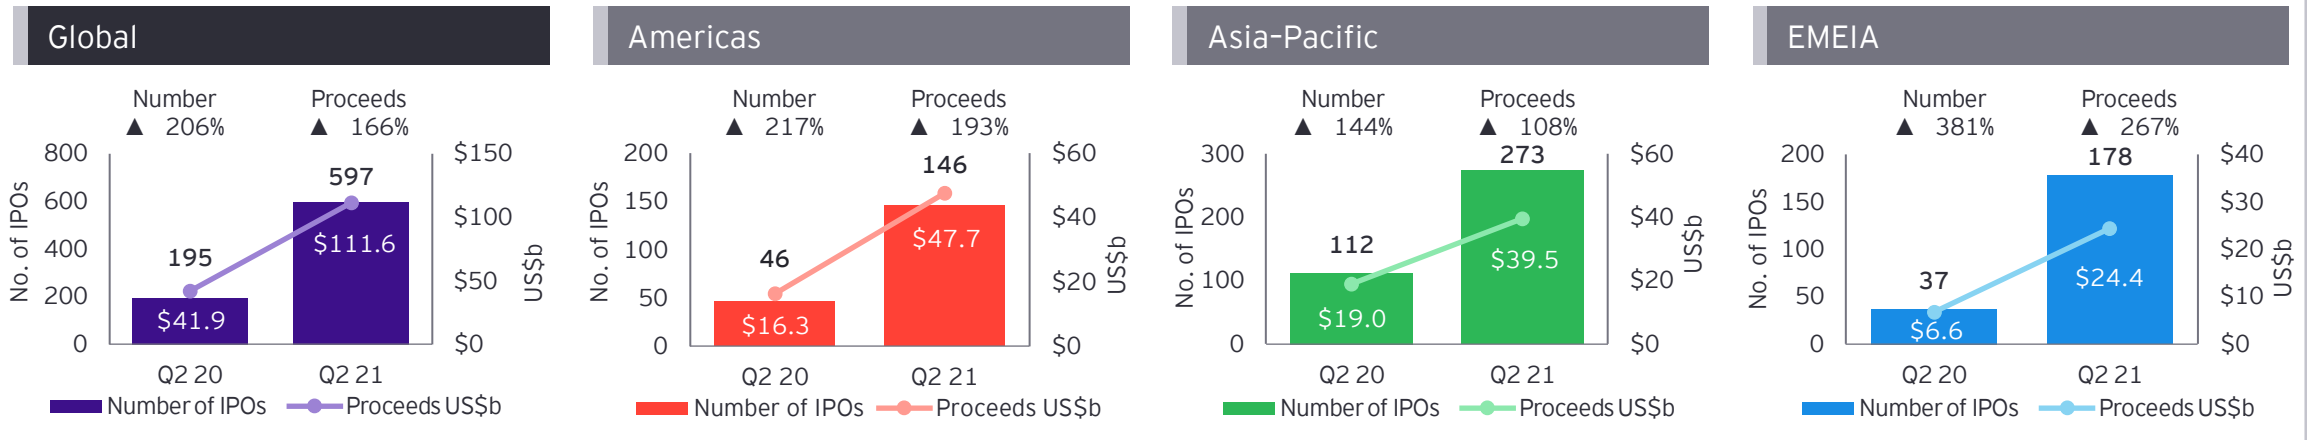 Global
Number Proceeds
▲ 206% ▲ 166%
800
600
400
200
0
No. of IPOs
$150
$100
$50
$0
US$b
195
597
$41.9
$111.6
Q2 20 Q2 21
Number of IPOs Proceeds US$b
Americas
Number Proceeds
▲ 217% ▲ 193%
200
150
100
50
0
No. of IPOs
$60
$40
$20
$0
US$b
46
146
$16.3
$47.7
Q2 20 Q2 21
Number of IPOs Proceeds US$b
Asia-Pacific
Number Proceeds
▲ 144% ▲ 108%
300
200
100
0
No. of IPOs
$60
$40
$20
$0
US$b
112
273
$19.0
$39.5
Q2 20 Q2 21
Number of IPOs Proceeds US$b
EMEIA
Number Proceeds
▲ 381% ▲ 267%
200
150
100
50
0
No. of IPOs
$40
$30
$20
$10
$0
US$b
37
178
$6.6
$24.4
Q2 20 Q2 21
Number of IPOs Proceeds US$b